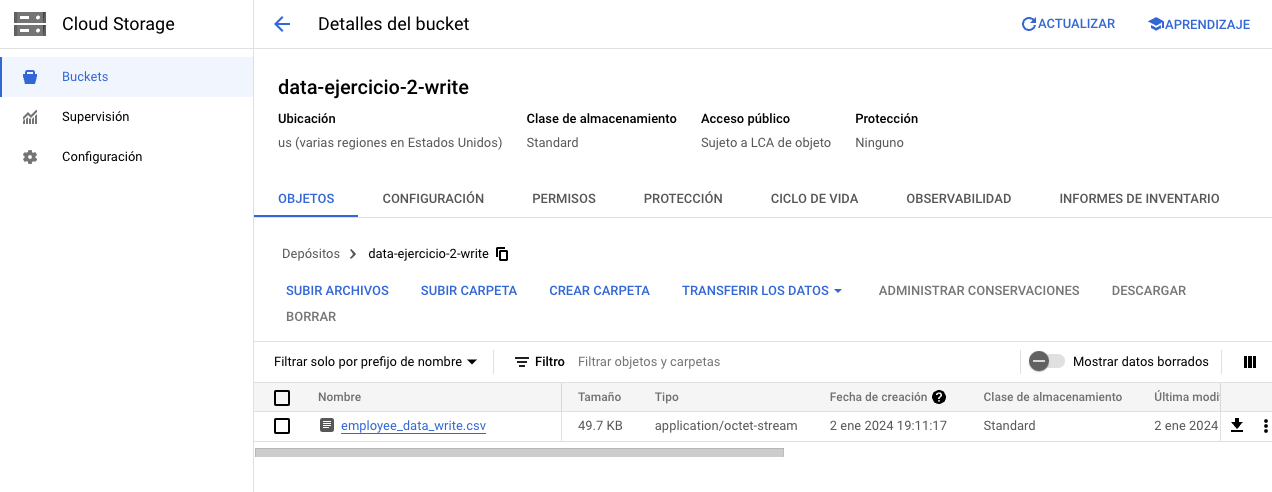 Cloud Storage
Detalles del bucket
ACTUALIZAR
APRENDIZAJE
Buckets
Supervisión
Configuración
data-ejercicio-2-write
Ubicación Clase de almacenamiento Acceso público Protección
us (varias regiones en Estados Unidos) Standard Sujeto a LCA de objeto Ninguno
OBJETOS CONFIGURACIÓN PERMISOS PROTECCIÓN CICLO DE VIDA OBSERVABILIDAD INFORMES DE INVENTARIO
Depósitos data-ejercicio-2-write
SUBIR ARCHIVOS SUBIR CARPETA CREAR CARPETA TRANSFERIR LOS DATOS ADMINISTRAR CONSERVACIONES DESCARGAR
BORRAR
Filtrar solo por prefijo de nombre Filtro Filtrar objetos y carpetas Mostrar datos borrados
Nombre Tamaño Tipo Fecha de creación Clase de almacenamiento Última modi
employee_data_write.csv 49.7 KB application/octet-stream 2 ene 2024 19:11:17 Standard 2 ene 2024